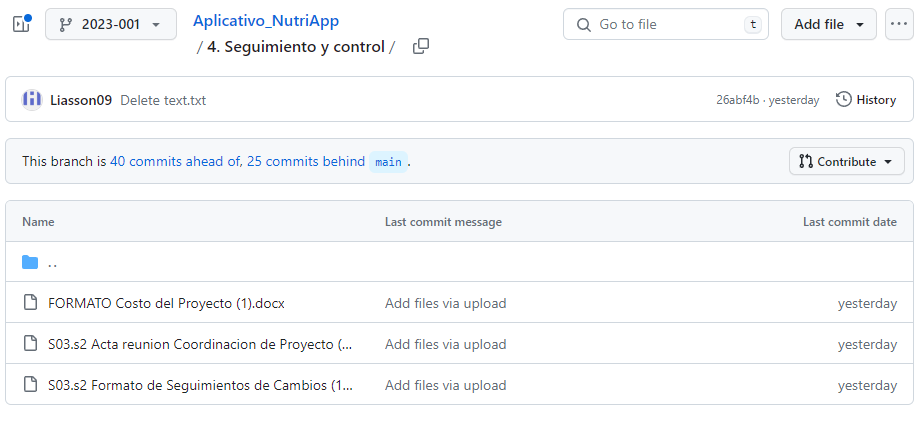 2023-001
Aplicativo_NutriApp
/ 4. Seguimiento y control /
Go to file
t
Add file
Liasson09 Delete text.txt
26abf4b · yesterday
History
This branch is 40 commits ahead of, 25 commits behind main .
Contribute
Name Last commit message Last commit date
..
FORMATO Costo del Proyecto (1).docx Add files via upload yesterday
S03.s2 Acta reunion Coordinacion de Proyecto (... Add files via upload yesterday
S03.s2 Formato de Seguimientos de Cambios (1... Add files via upload yesterday